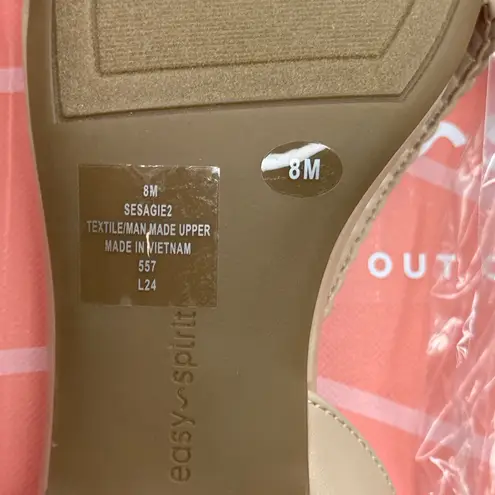 8M
8M
SESAGIE2
TEXTILE/MAN MADE UPPER
MADE IN VIETNAM
557
L24
easy spirit
OUT